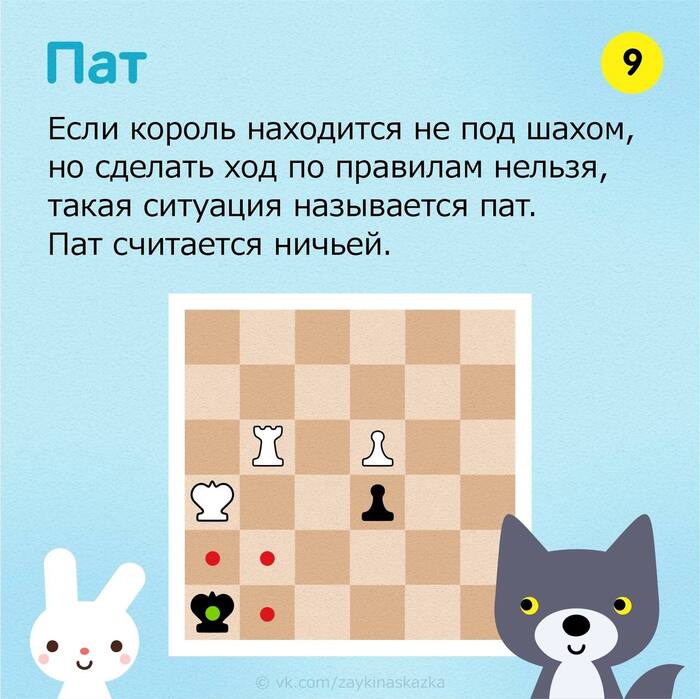 Пат
9
Если король находится не под шахом,
но сделать ход по правилам нельзя,
такая ситуация называется пат.
Пат считается ничьей.
© vk.com/zaykinaskazka